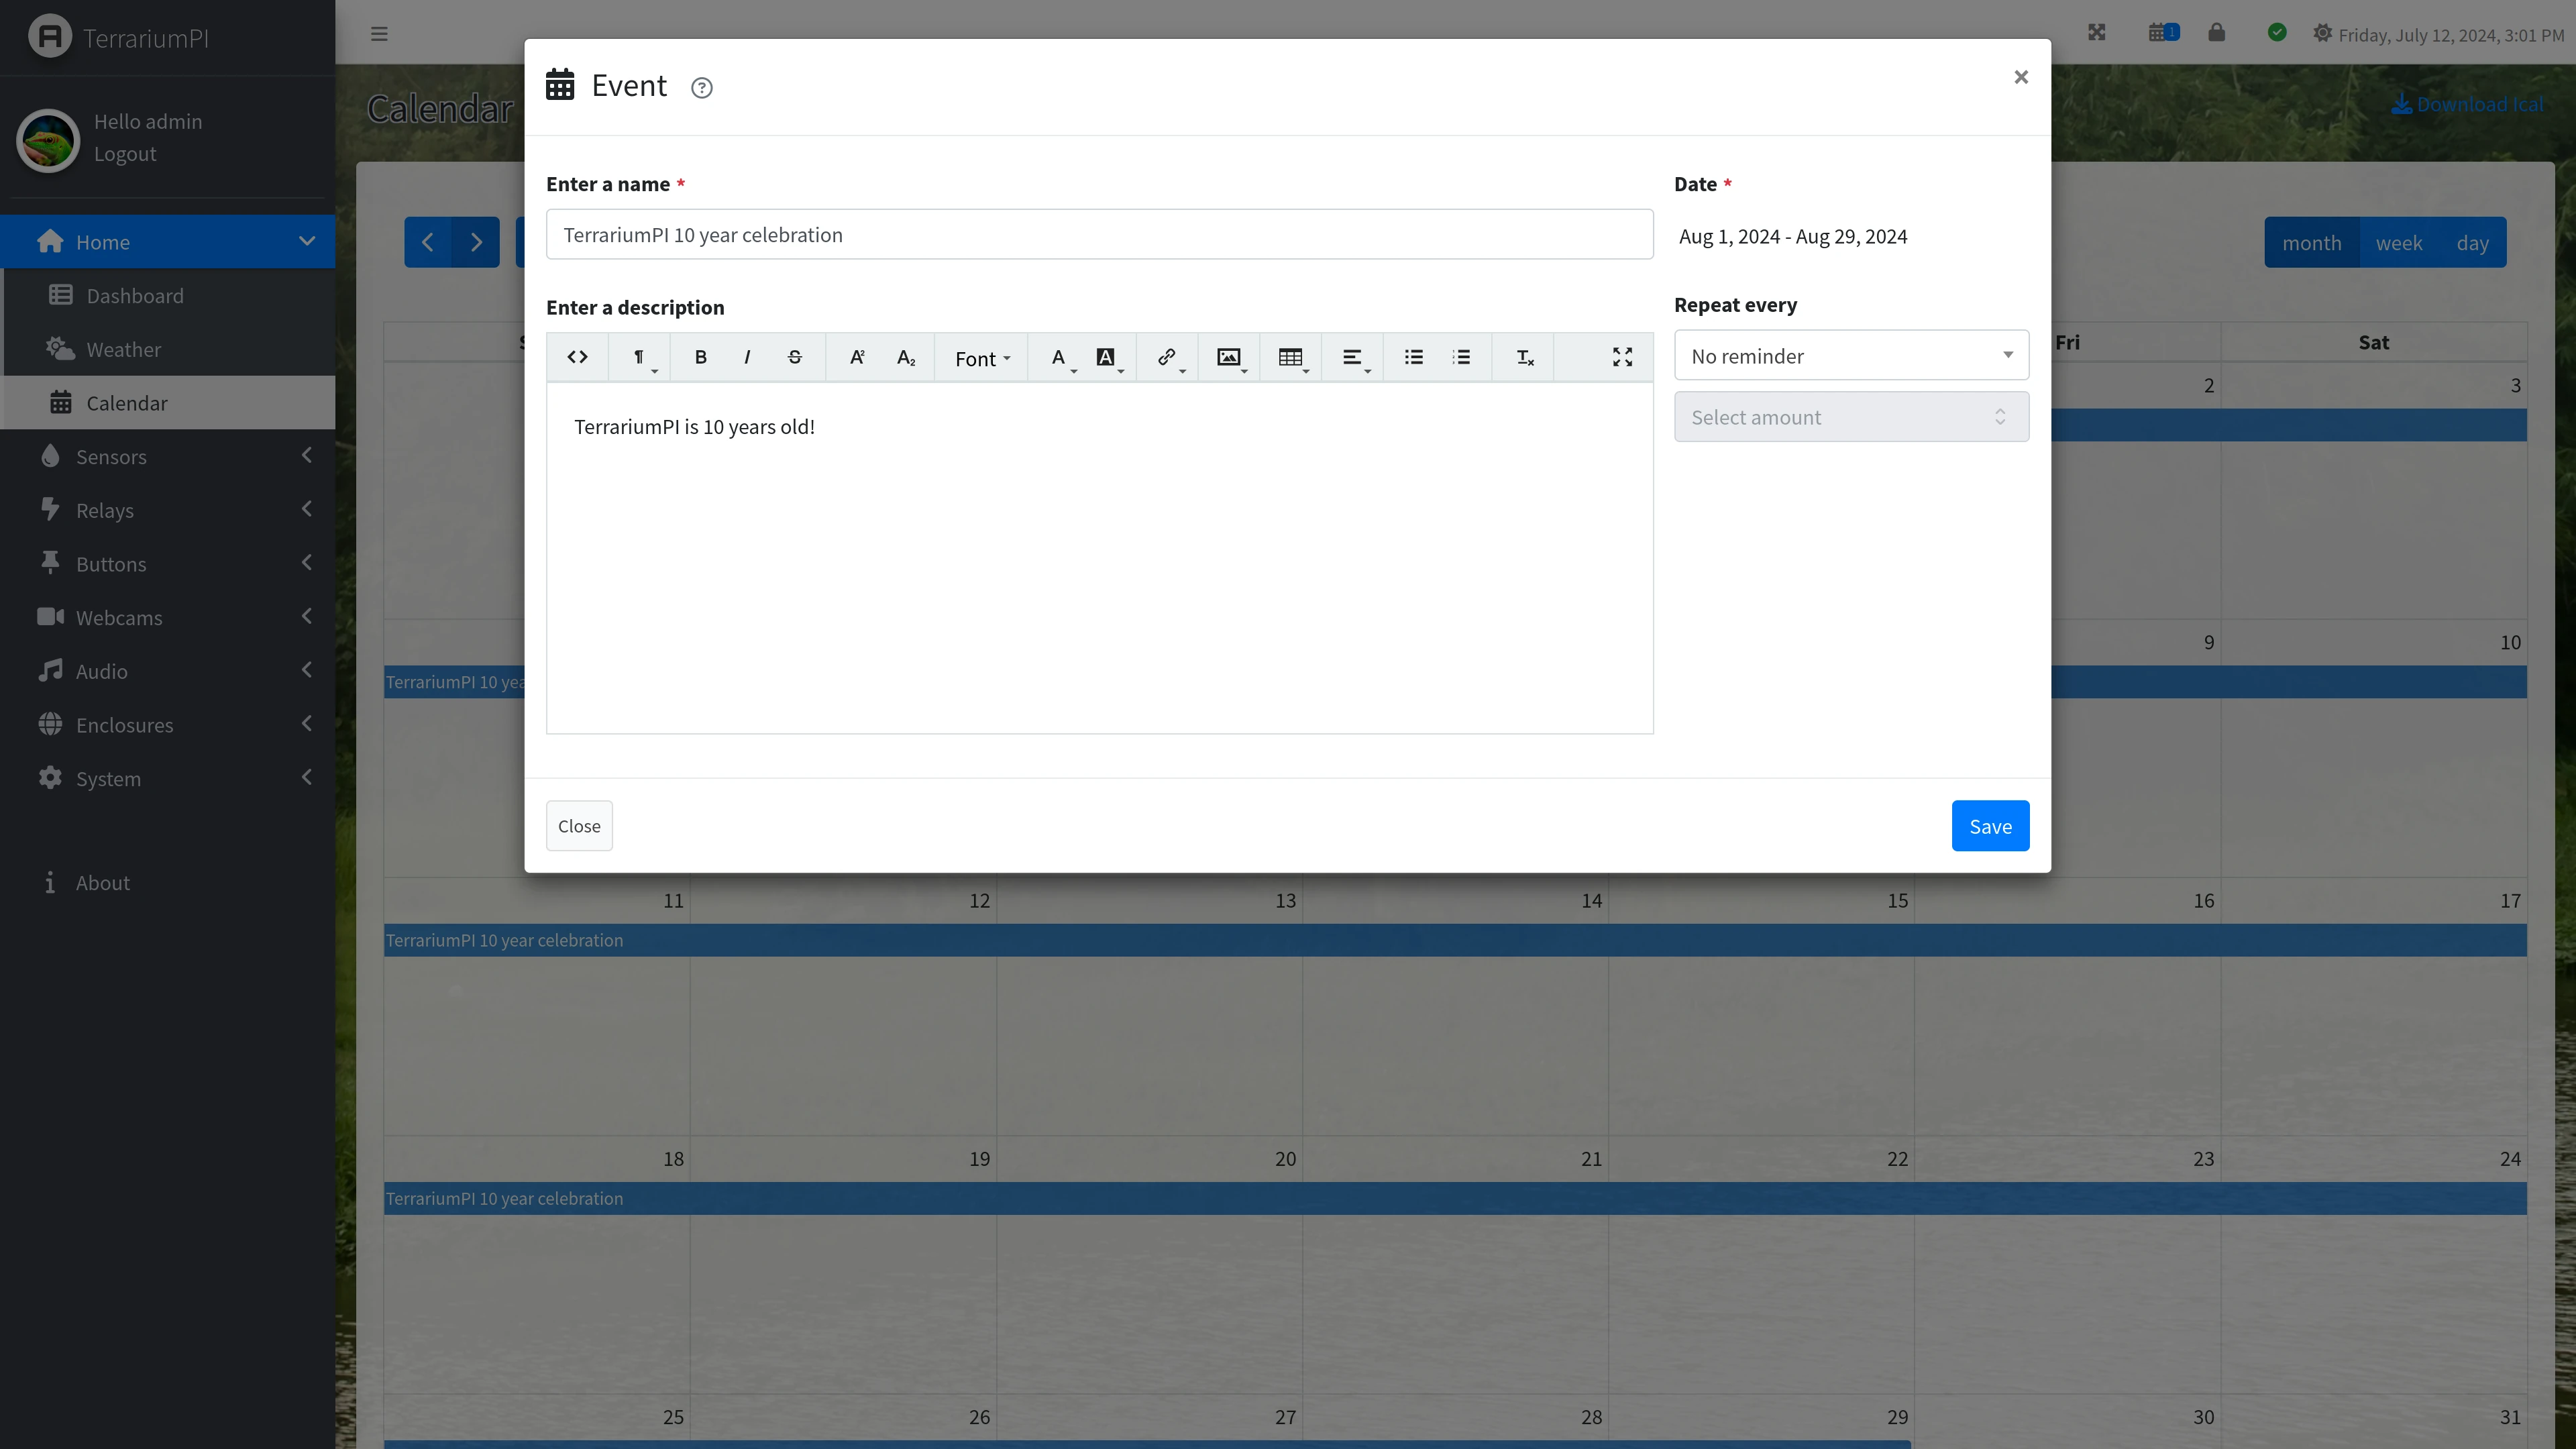 TerrariumPI
Friday, July 12, 2024, 3:01 PM
1
Hello admin
Logout
Home
Dashboard
Weather
Calendar
Sensors
Relays
Buttons
Webcams
Audio
Enclosures
System
About
Calendar
Download Ical
month week day
Event
Enter a name *
TerrariumPI 10 year celebration
Date *
Aug 1, 2024 - Aug 29, 2024
Enter a description
Font
TerrariumPI is 10 years old!
Repeat every
No reminder
Select amount
Close
Save
Fri Sat
2 3
9 10
TerrariumPI 10 yea
11 12 13 14 15 16 17
TerrariumPI 10 year celebration
18 19 20 21 22 23 24
TerrariumPI 10 year celebration
25 26 27 28 29 30 31